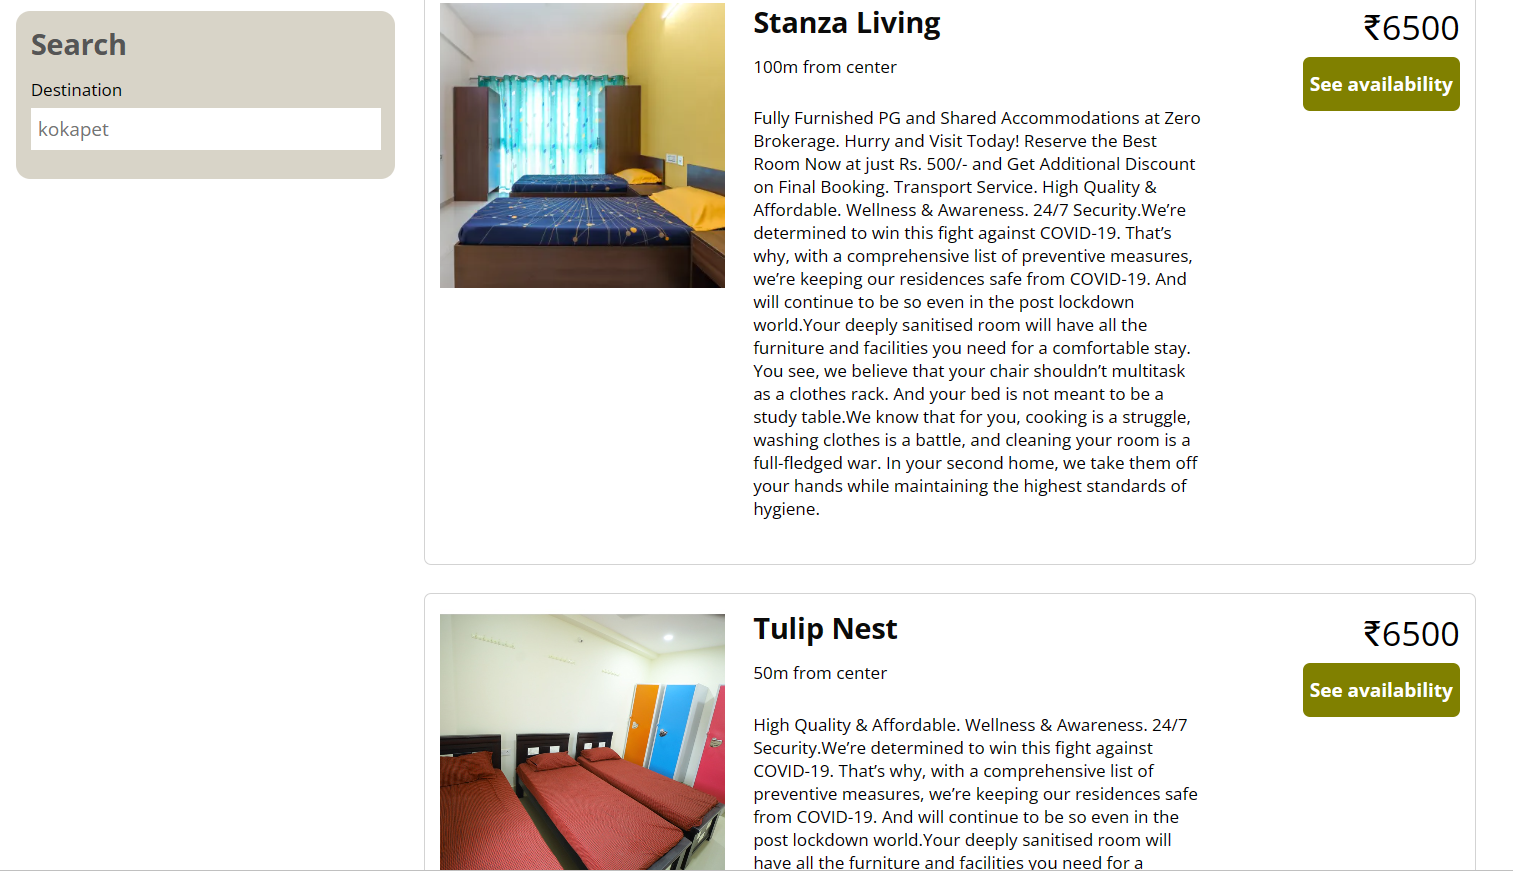 Search
Destination
kokapet
Stanza Living
100m from center
Fully Furnished PG and Shared Accommodations at Zero
Brokerage. Hurry and Visit Today! Reserve the Best
Room Now at just Rs. 500/- and Get Additional Discount
on Final Booking. Transport Service. High Quality &
Affordable. Wellness & Awareness. 24/7 Security.We’re
determined to win this fight against COVID-19. That’s
why, with a comprehensive list of preventive measures,
we’re keeping our residences safe from COVID-19. And
will continue to be so even in the post lockdown
world.Your deeply sanitised room will have all the
furniture and facilities you need for a comfortable stay.
You see, we believe that your chair shouldn’t multitask
as a clothes rack. And your bed is not meant to be a
study table.We know that for you, cooking is a struggle,
washing clothes is a battle, and cleaning your room is a
full-fledged war. In your second home, we take them off
your hands while maintaining the highest standards of
hygiene.
₹6500
See availability
Tulip Nest
50m from center
High Quality & Affordable. Wellness & Awareness. 24/7
Security.We’re determined to win this fight against
COVID-19. That’s why, with a comprehensive list of
preventive measures, we’re keeping our residences safe
from COVID-19. And will continue to be so even in the
post lockdown world.Your deeply sanitised room will
have all the furniture and facilities you need for a
₹6500
See availability